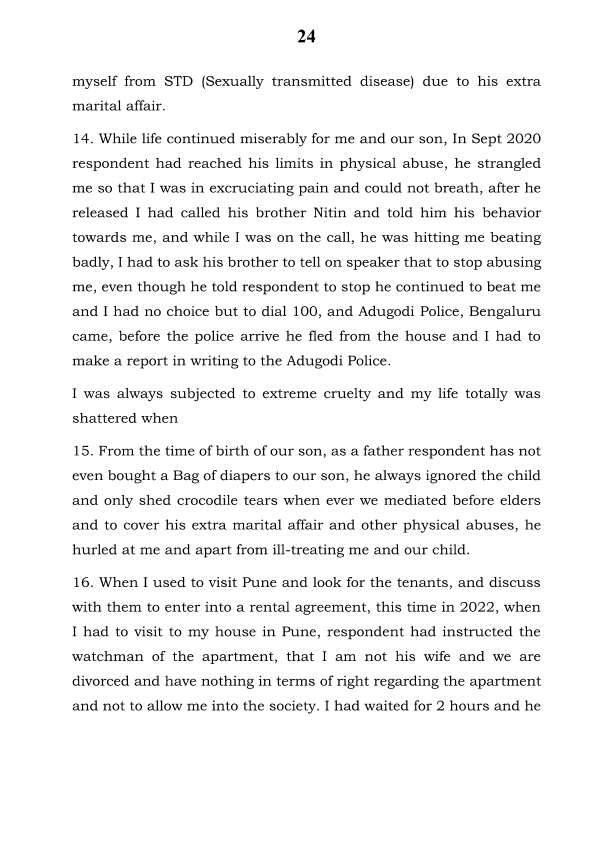 24
myself from STD (Sexually transmitted disease) due to his extra
marital affair.
14. While life continued miserably for me and our son, In Sept 2020
respondent had reached his limits in physical abuse, he strangled
me so that I was in excruciating pain and could not breath, after he
released I had called his brother Nitin and told him his behavior
towards me, and while I was on the call, he was hitting me beating
badly, I had to ask his brother to tell on speaker that to stop abusing
me, even though he told respondent to stop he continued to beat me
and I had no choice but to dial 100, and Adugodi Police, Bengaluru
came, before the police arrive he fled from the house and I had to
make a report in writing to the Adugodi Police.
I was always subjected to extreme cruelty and my life totally was
shattered when
15. From the time of birth of our son, as a father respondent has not
even bought a Bag of diapers to our son, he always ignored the child
and only shed crocodile tears when ever we mediated before elders
and to cover his extra marital affair and other physical abuses, he
hurled at me and apart from ill-treating me and our child.
16. When I used to visit Pune and look for the tenants, and discuss
with them to enter into a rental agreement, this time in 2022, when
I had to visit to my house in Pune, respondent had instructed the
watchman of the apartment, that I am not his wife and we are
divorced and have nothing in terms of right regarding the apartment
and not to allow me into the society. I had waited for 2 hours and he